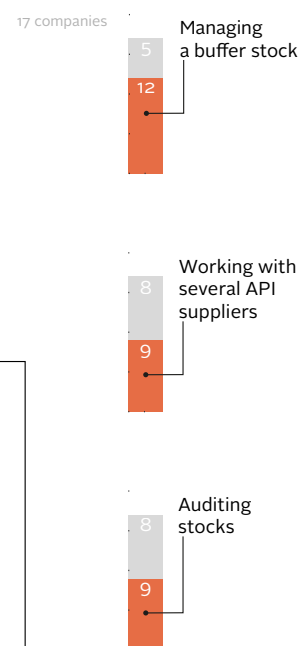 17 companies
Managing
a buffer stock
5
12
Working with
several API
suppliers
8
9
Auditing
stocks
8
9